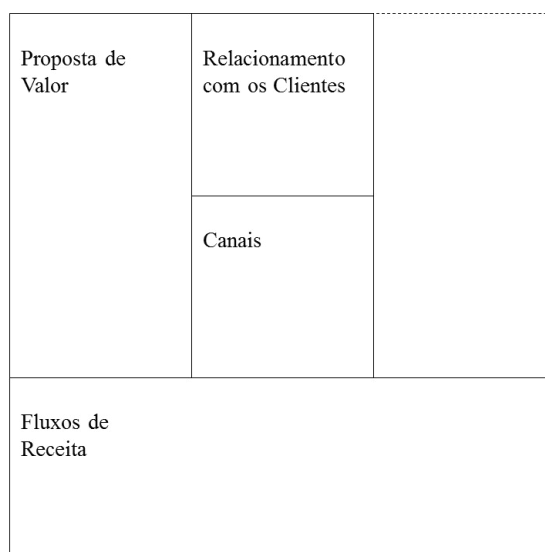 Proposta de
Valor
Relacionamento
com os Clientes
Canais
Fluxos de
Receita